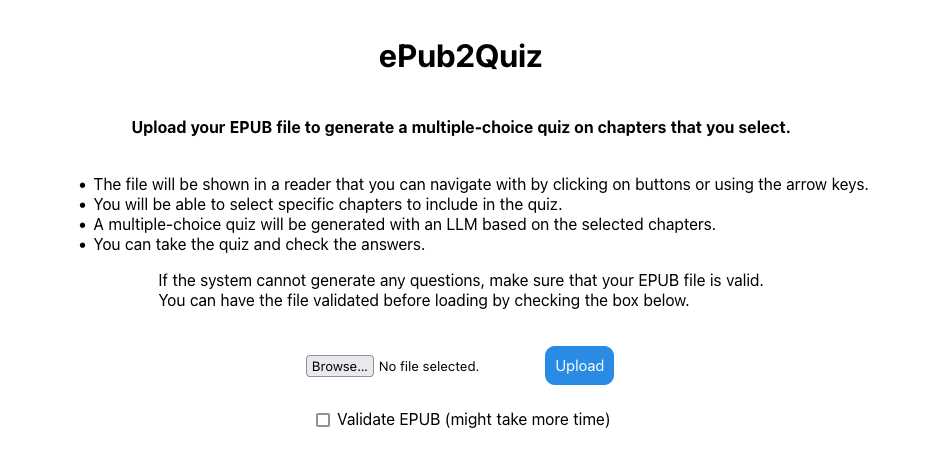 ePub2Quiz
Upload your EPUB file to generate a multiple-choice quiz on chapters that you select.
• The file will be shown in a reader that you can navigate with by clicking on buttons or using the arrow keys.
• You will be able to select specific chapters to include in the quiz.
• A multiple-choice quiz will be generated with an LLM based on the selected chapters.
• You can take the quiz and check the answers.
If the system cannot generate any questions, make sure that your EPUB file is valid.
You can have the file validated before loading by checking the box below.
Browse... No file selected. Upload
Validate EPUB (might take more time)